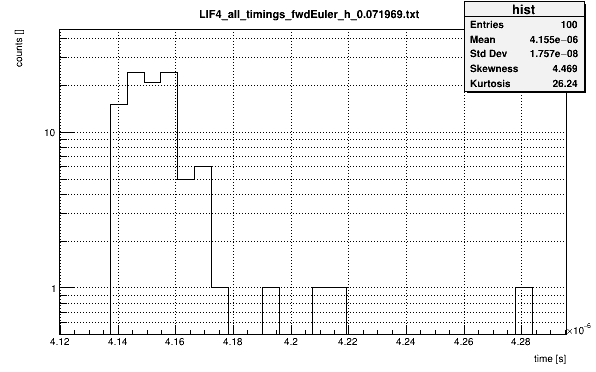 LIF4_all_timings_fwdEuler_h_0.071969.txt
hist
Entries 100
Mean 4.155e−06
Std Dev 1.757e−08
Skewness 4.469
Kurtosis 26.24
counts []
10
1
4.12 4.14 4.16 4.18 4.2 4.22 4.24 4.26 4.28
×10−6
time [s]